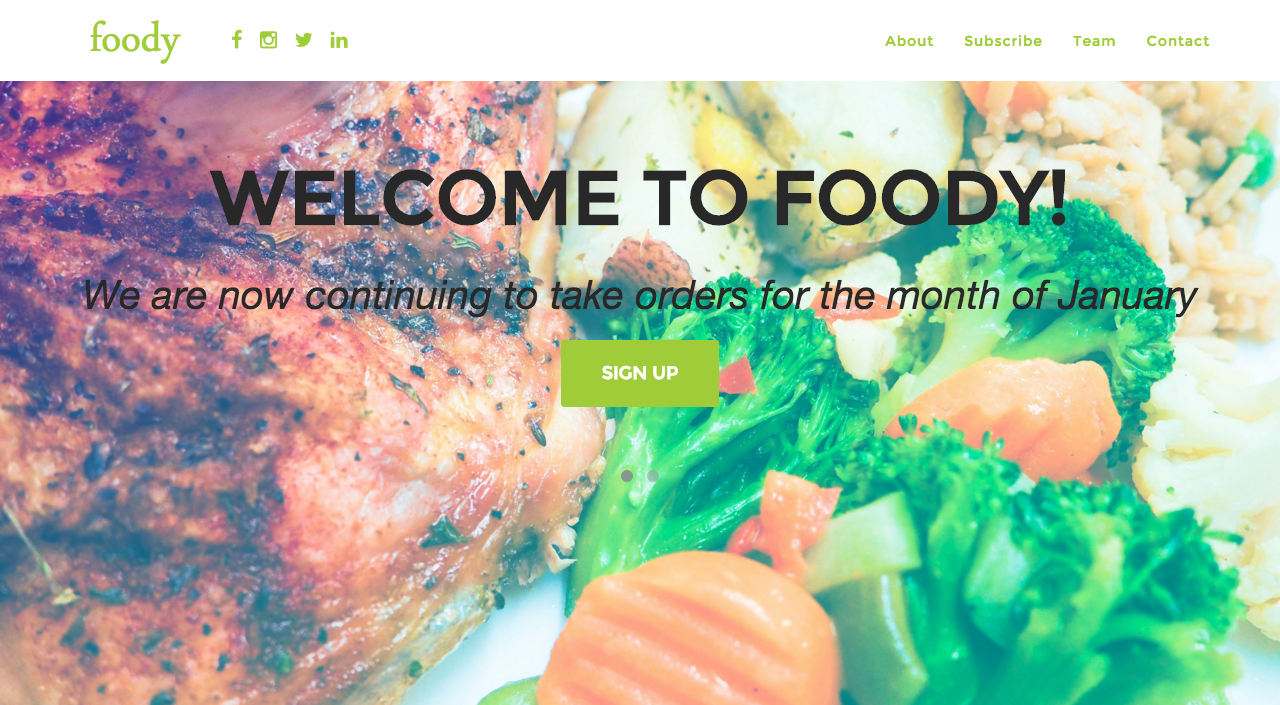 foody
About Subscribe Team Contact
WELCOME TO FOODY!
We are now continuing to take orders for the month of January
SIGN UP